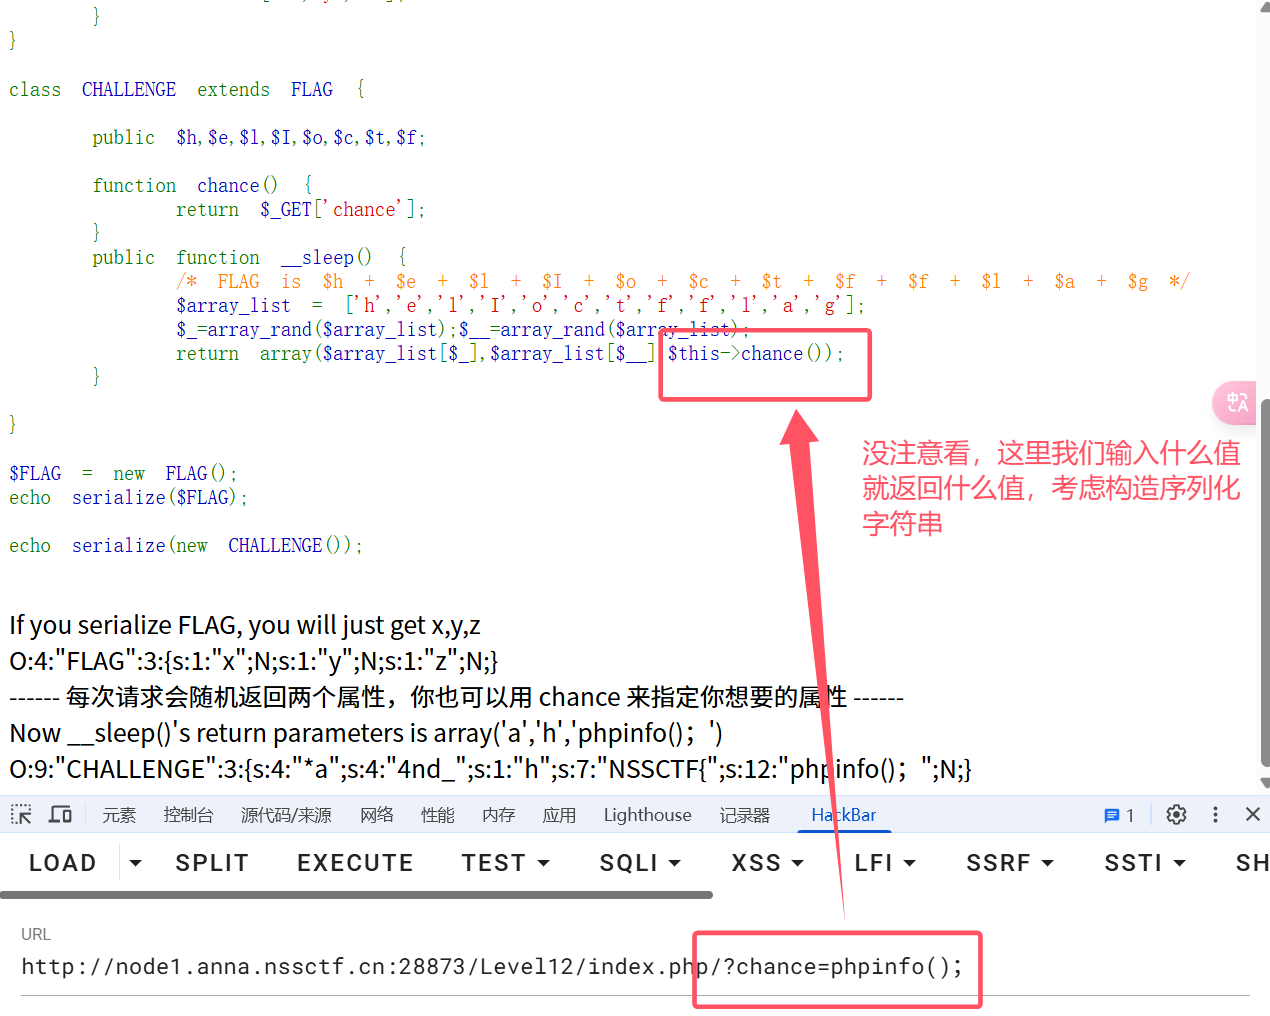 }
}
class CHALLENGE extends FLAG {
public $h,$e,$l,$I,$o,$c,$t,$f;
function chance() {
return $_GET['chance'];
}
public function __sleep() {
/* FLAG is $h + $e + $l + $I + $o + $c + $t + $f + $f + $l + $a + $g */
$array_list = ['h','e','l','I','o','c','t','f','f','l','a','g'];
$_=array_rand($array_list);$__=array_rand($array_list);
return array($array_list[$_],$array_list[$__],$this->chance());
}
}
没注意看，这里我们输入什么值
就返回什么值，考虑构造序列化
字符串
$FLAG = new FLAG();
echo serialize($FLAG);
echo serialize(new CHALLENGE());
If you serialize FLAG, you will just get x,y,z
O:4:"FLAG":3:{s:1:"x";N;s:1:"y";N;s:1:"z";N;}
------ 每次请求会随机返回两个属性，你也可以用 chance 来指定你想要的属性 ------
Now __sleep()'s return parameters is array('a','h','phpinfo()；')
O:9:"CHALLENGE":3:{s:4:"*a";s:4:"4nd_";s:1:"h";s:7:"NSSCTF{";s:12:"phpinfo()；";N;}
元素 控制台 源代码/来源 网络 性能 内存 应用 Lighthouse 记录器 HackBar 1
LOAD SPLIT EXECUTE TEST SQLI XSS LFI SSRF SSTI SH
URL
http://node1.anna.nssctf.cn:28873/Level12/index.php/?chance=phpinfo()；